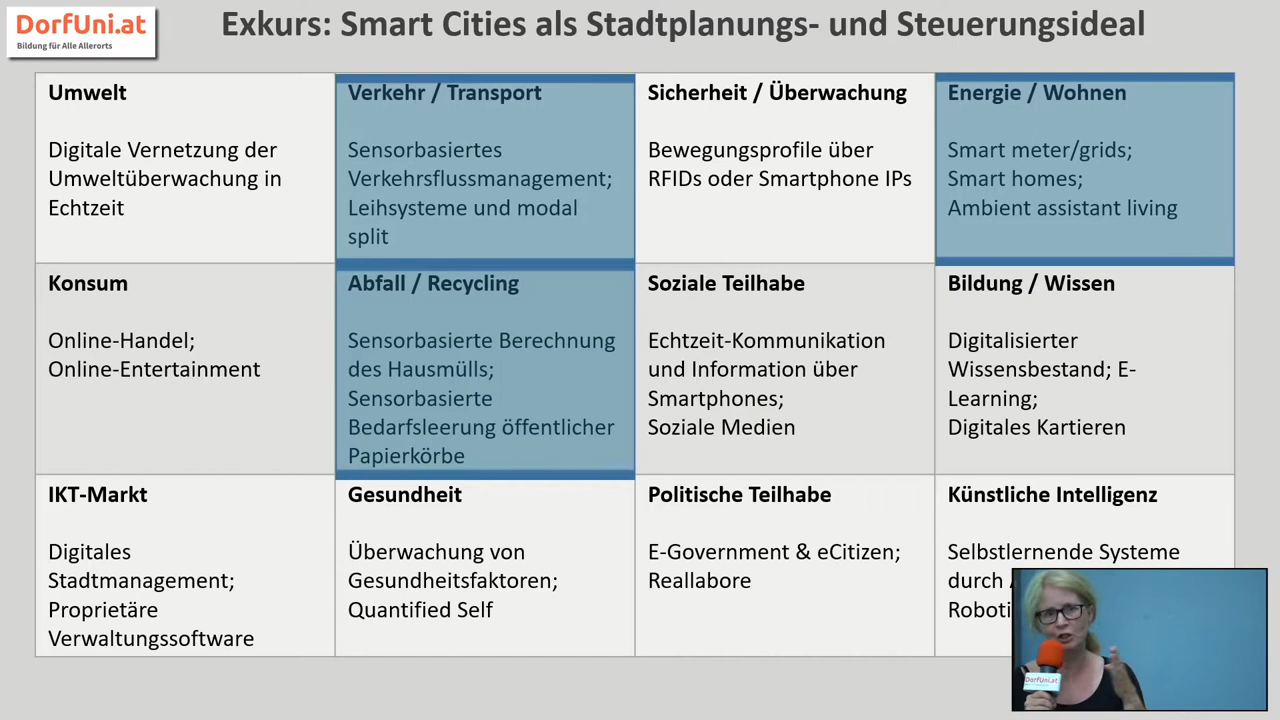 DorfUni.at
Bildung für Alle Allerorts
Exkurs: Smart Cities als Stadtplanungs- und Steuerungsideal
Umwelt
Digitale Vernetzung der
Umweltüberwachung in
Echtzeit
Verkehr / Transport
Sensorbasiertes
Verkehrsflussmanagement;
Leihsysteme und modal
split
Sicherheit / Überwachung
Bewegungsprofile über
RFIDs oder Smartphone IPs
Energie / Wohnen
Smart meter/grids;
Smart homes;
Ambient assistant living
Konsum
Online-Handel;
Online-Entertainment
Abfall / Recycling
Sensorbasierte Berechnung
des Hausmülls;
Sensorbasierte
Bedarfsleerung öffentlicher
Papierkörbe
Soziale Teilhabe
Echtzeit-Kommunikation
und Information über
Smartphones;
Soziale Medien
Bildung / Wissen
Digitalisierter
Wissensbestand; E-
Learning;
Digitales Kartieren
IKT-Markt
Digitales
Stadtmanagement;
Proprietäre
Verwaltungssoftware
Gesundheit
Überwachung von
Gesundheitsfaktoren;
Quantified Self
Politische Teilhabe
E-Government & eCitizen;
Reallabore
Künstliche Intelligenz
Selbstlernende Systeme
durch
DorfUni.at